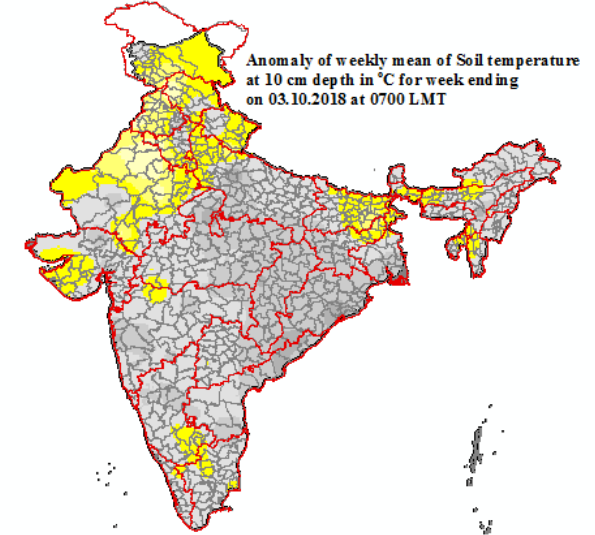 Anomaly of weekly mean of Soil temperature
at 10 cm depth in °C for week ending
on 03.10.2018 at 0700 LMT